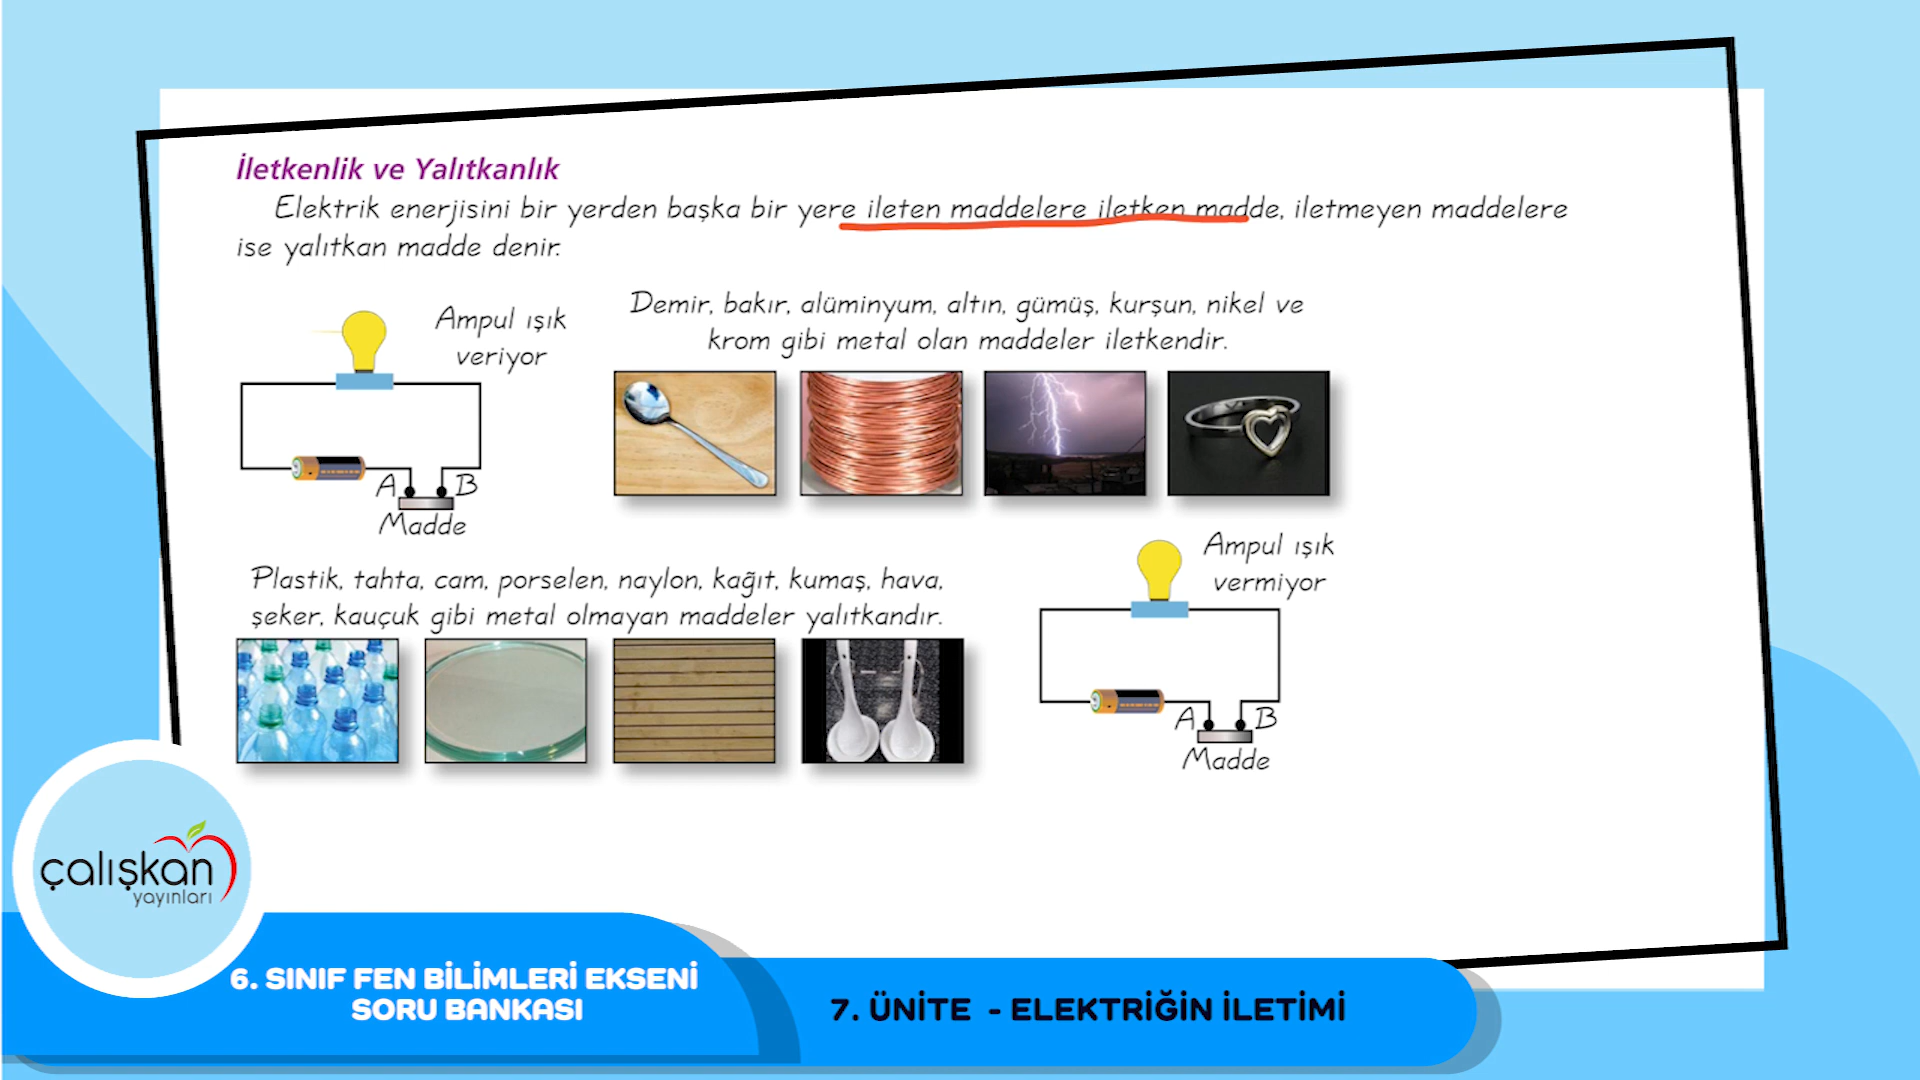 İletkenlik ve Yalıtkanlık
Elektrik enerjisini bir yerden başka bir yere ileten maddelere iletken madde, iletmeyen maddelere
ise yalıtkan madde denir.
Ampul ışık
veriyor
A
B
Madde
Demir, bakır, alüminyum, altın, gümüş, kurşun, nikel ve
krom gibi metal olan maddeler iletkendir.
Plastik, tahta, cam, porselen, naylon, kağıt, kumaş, hava,
şeker, kauçuk gibi metal olmayan maddeler yalıtkandır.
Ampul ışık
vermiyor
A
B
Madde
çalışkan
yayınları
6. SINIF FEN BİLİMLERİ EKSENİ
SORU BANKASI
7. ÜNİTE - ELEKTRİĞİN İLETİMİ